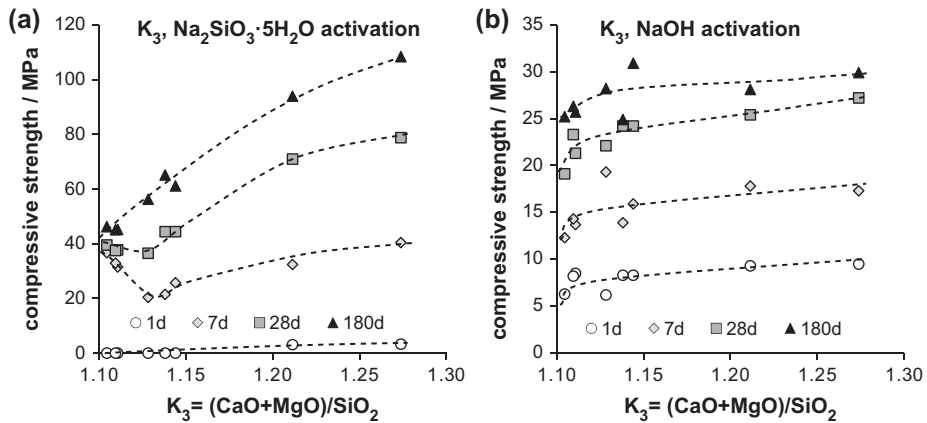 (a)
K₃, Na₂SiO₃·5H₂O activation
compressive strength / MPa
120
100
80
60
40
20
0
1d 7d 28d 180d
1.10 1.15 1.20 1.25 1.30
K₃= (CaO+MgO)/SiO₂
(b)
K₃, NaOH activation
compressive strength / MPa
35
30
25
20
15
10
5
0
1d 7d 28d 180d
1.10 1.15 1.20 1.25 1.30
K₃= (CaO+MgO)/SiO₂